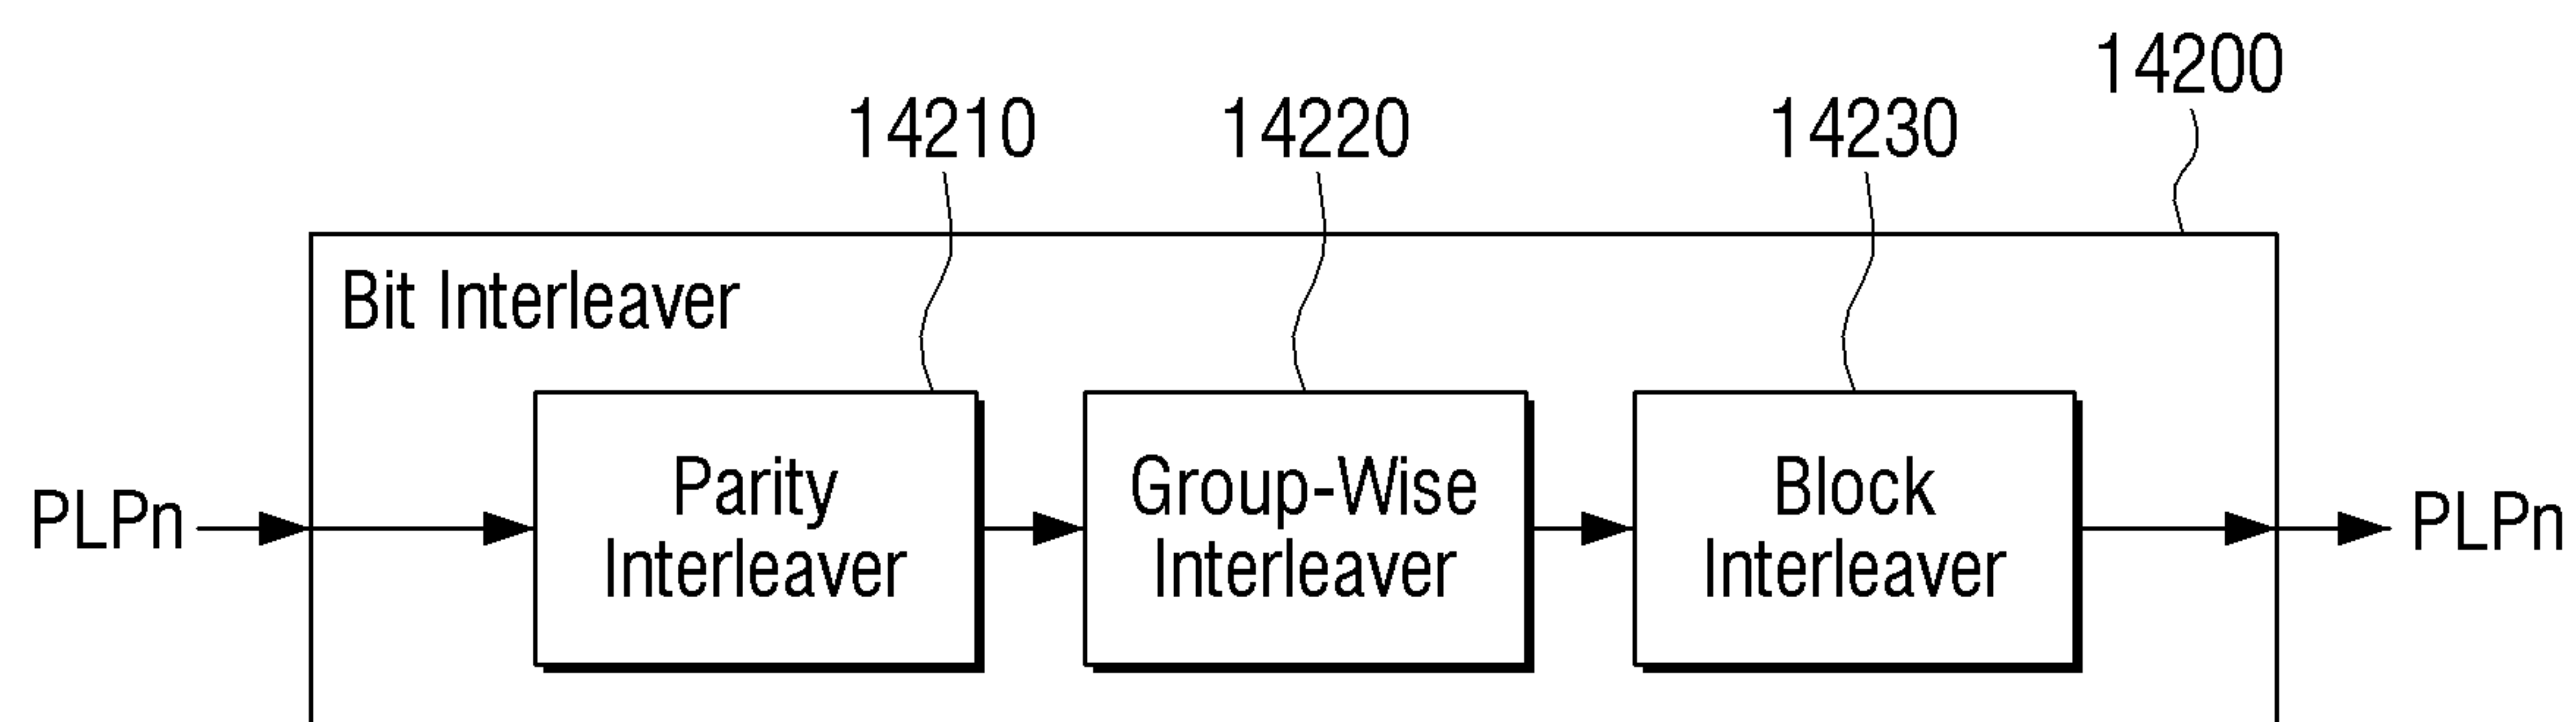 14200
14210 14220 14230
Bit Interleaver
PLPn
Parity
Interleaver
Group-Wise
Interleaver
Block
Interleaver
PLPn